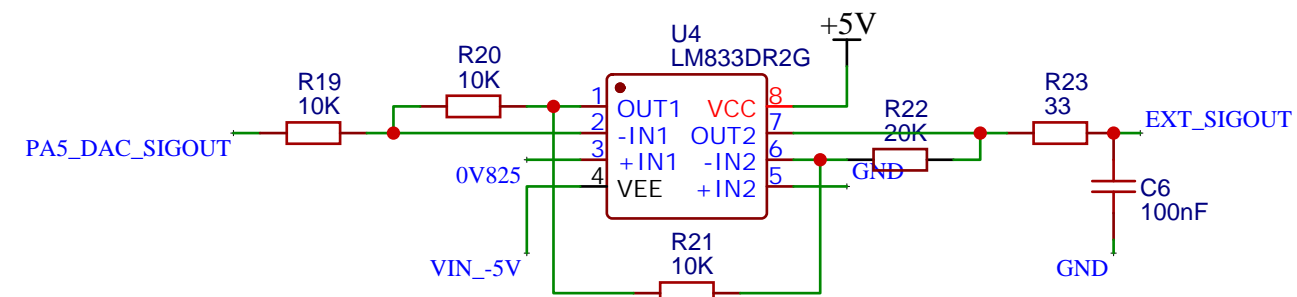 +5V
U4
LM833DR2G
R20
10K
R19
10K
R23
33
1
OUT1
VCC
8
R22
20K
2
-IN1
OUT2
7
EXT_SIGOUT
PA5_DAC_SIGOUT
0V825
3
+IN1
-IN2
6
GND
4
VEE
+IN2
5
C6
100nF
R21
10K
VIN_-5V
GND